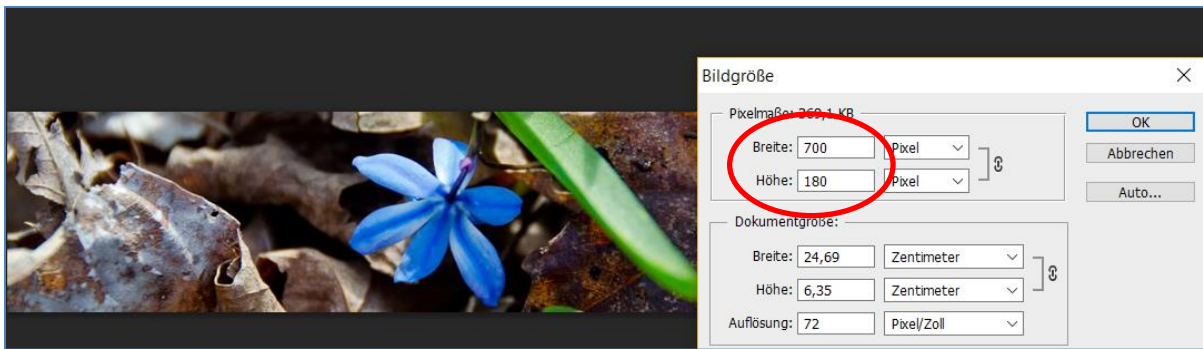 Bildgröße
Pixelmaße: 369,1 KB
OK
Breite: 700 Pixel
Abbrechen
Höhe: 180 Pixel
Auto...
Dokumentgröße:
Breite: 24,69 Zentimeter
Höhe: 6,35 Zentimeter
Auflösung: 72 Pixel/Zoll